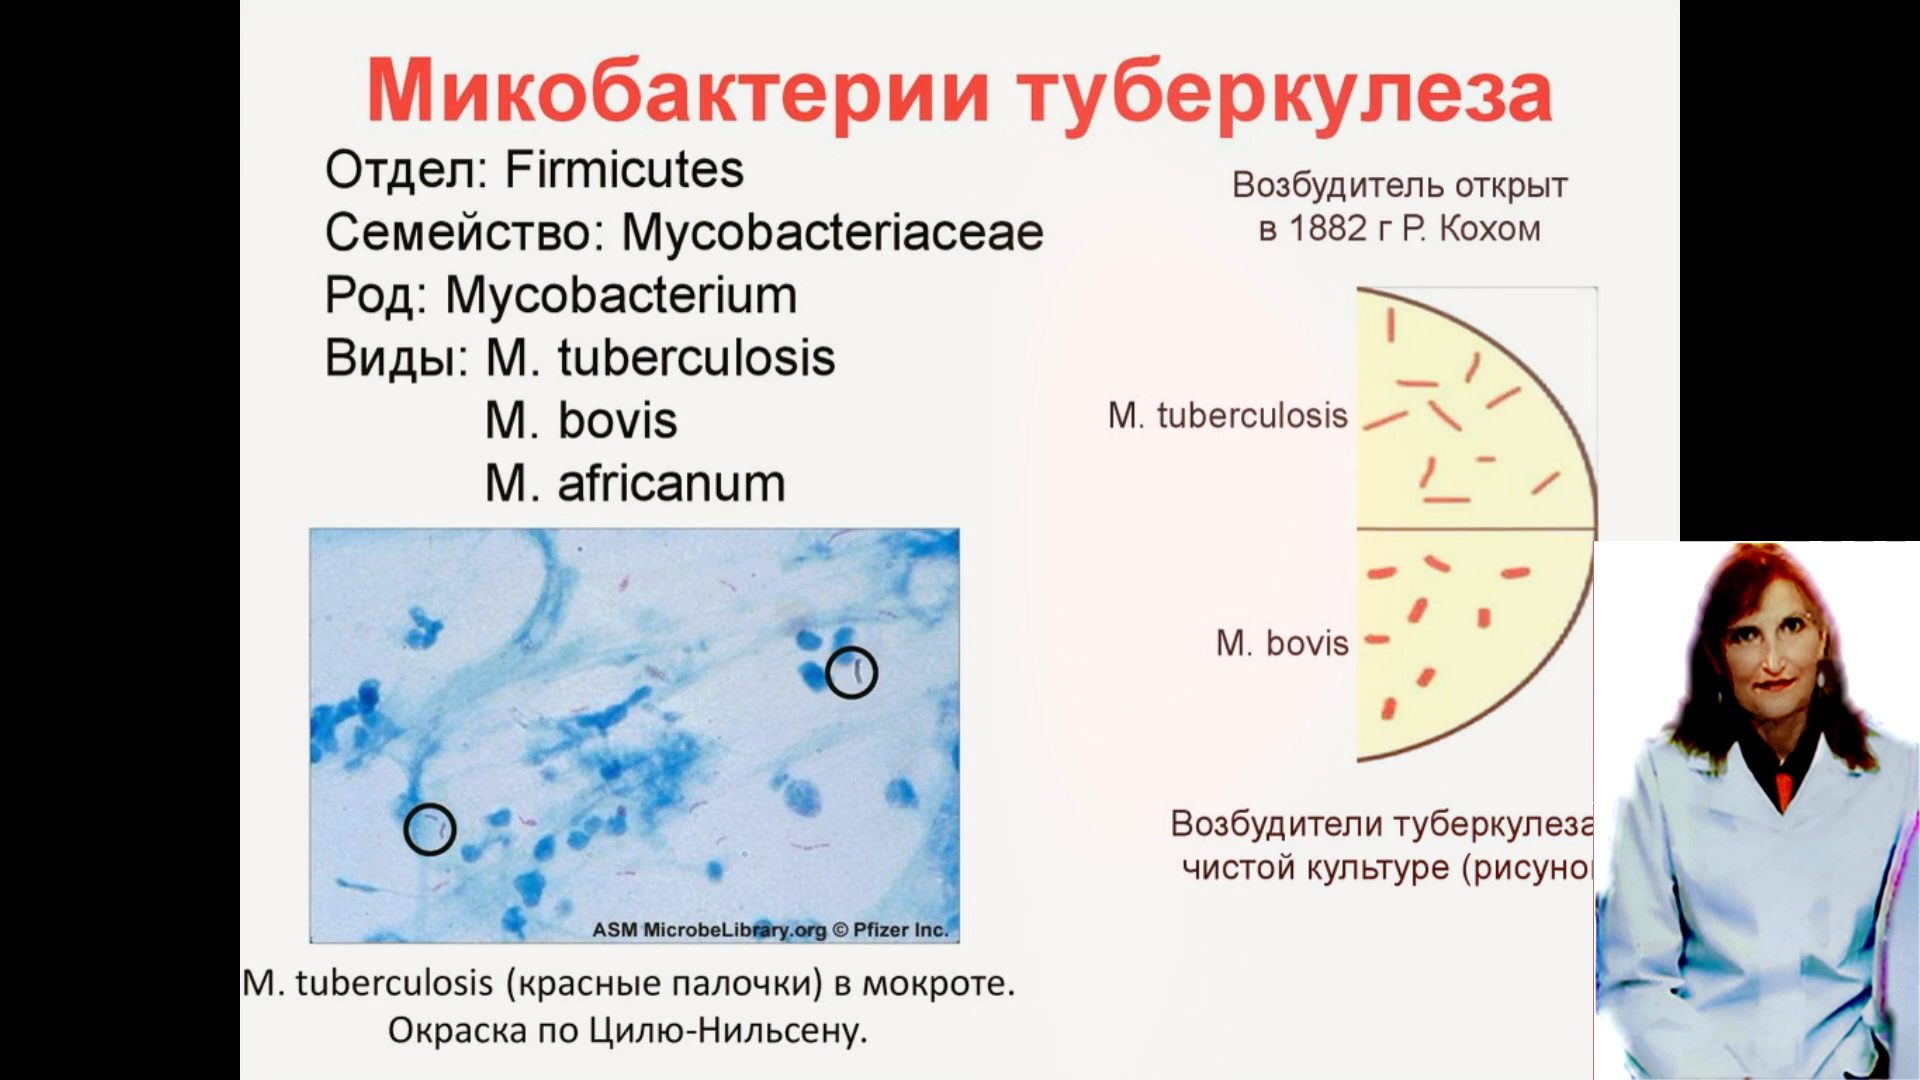 Микобактерии туберкулеза
Отдел: Firmicutes
Семейство: Mycobacteriaceae
Род: Mycobacterium
Виды: M. tuberculosis
M. bovis
M. africanum
Возбудитель открыт
в 1882 г Р. Кохом
M. tuberculosis
M. bovis
Возбудители туберкулеза
чистой культуре
ASM MicrobeLibrary.org © Pfizer Inc.
M. tuberculosis (красные палочки) в мокроте.
Окраска по Цилю-Нильсену.